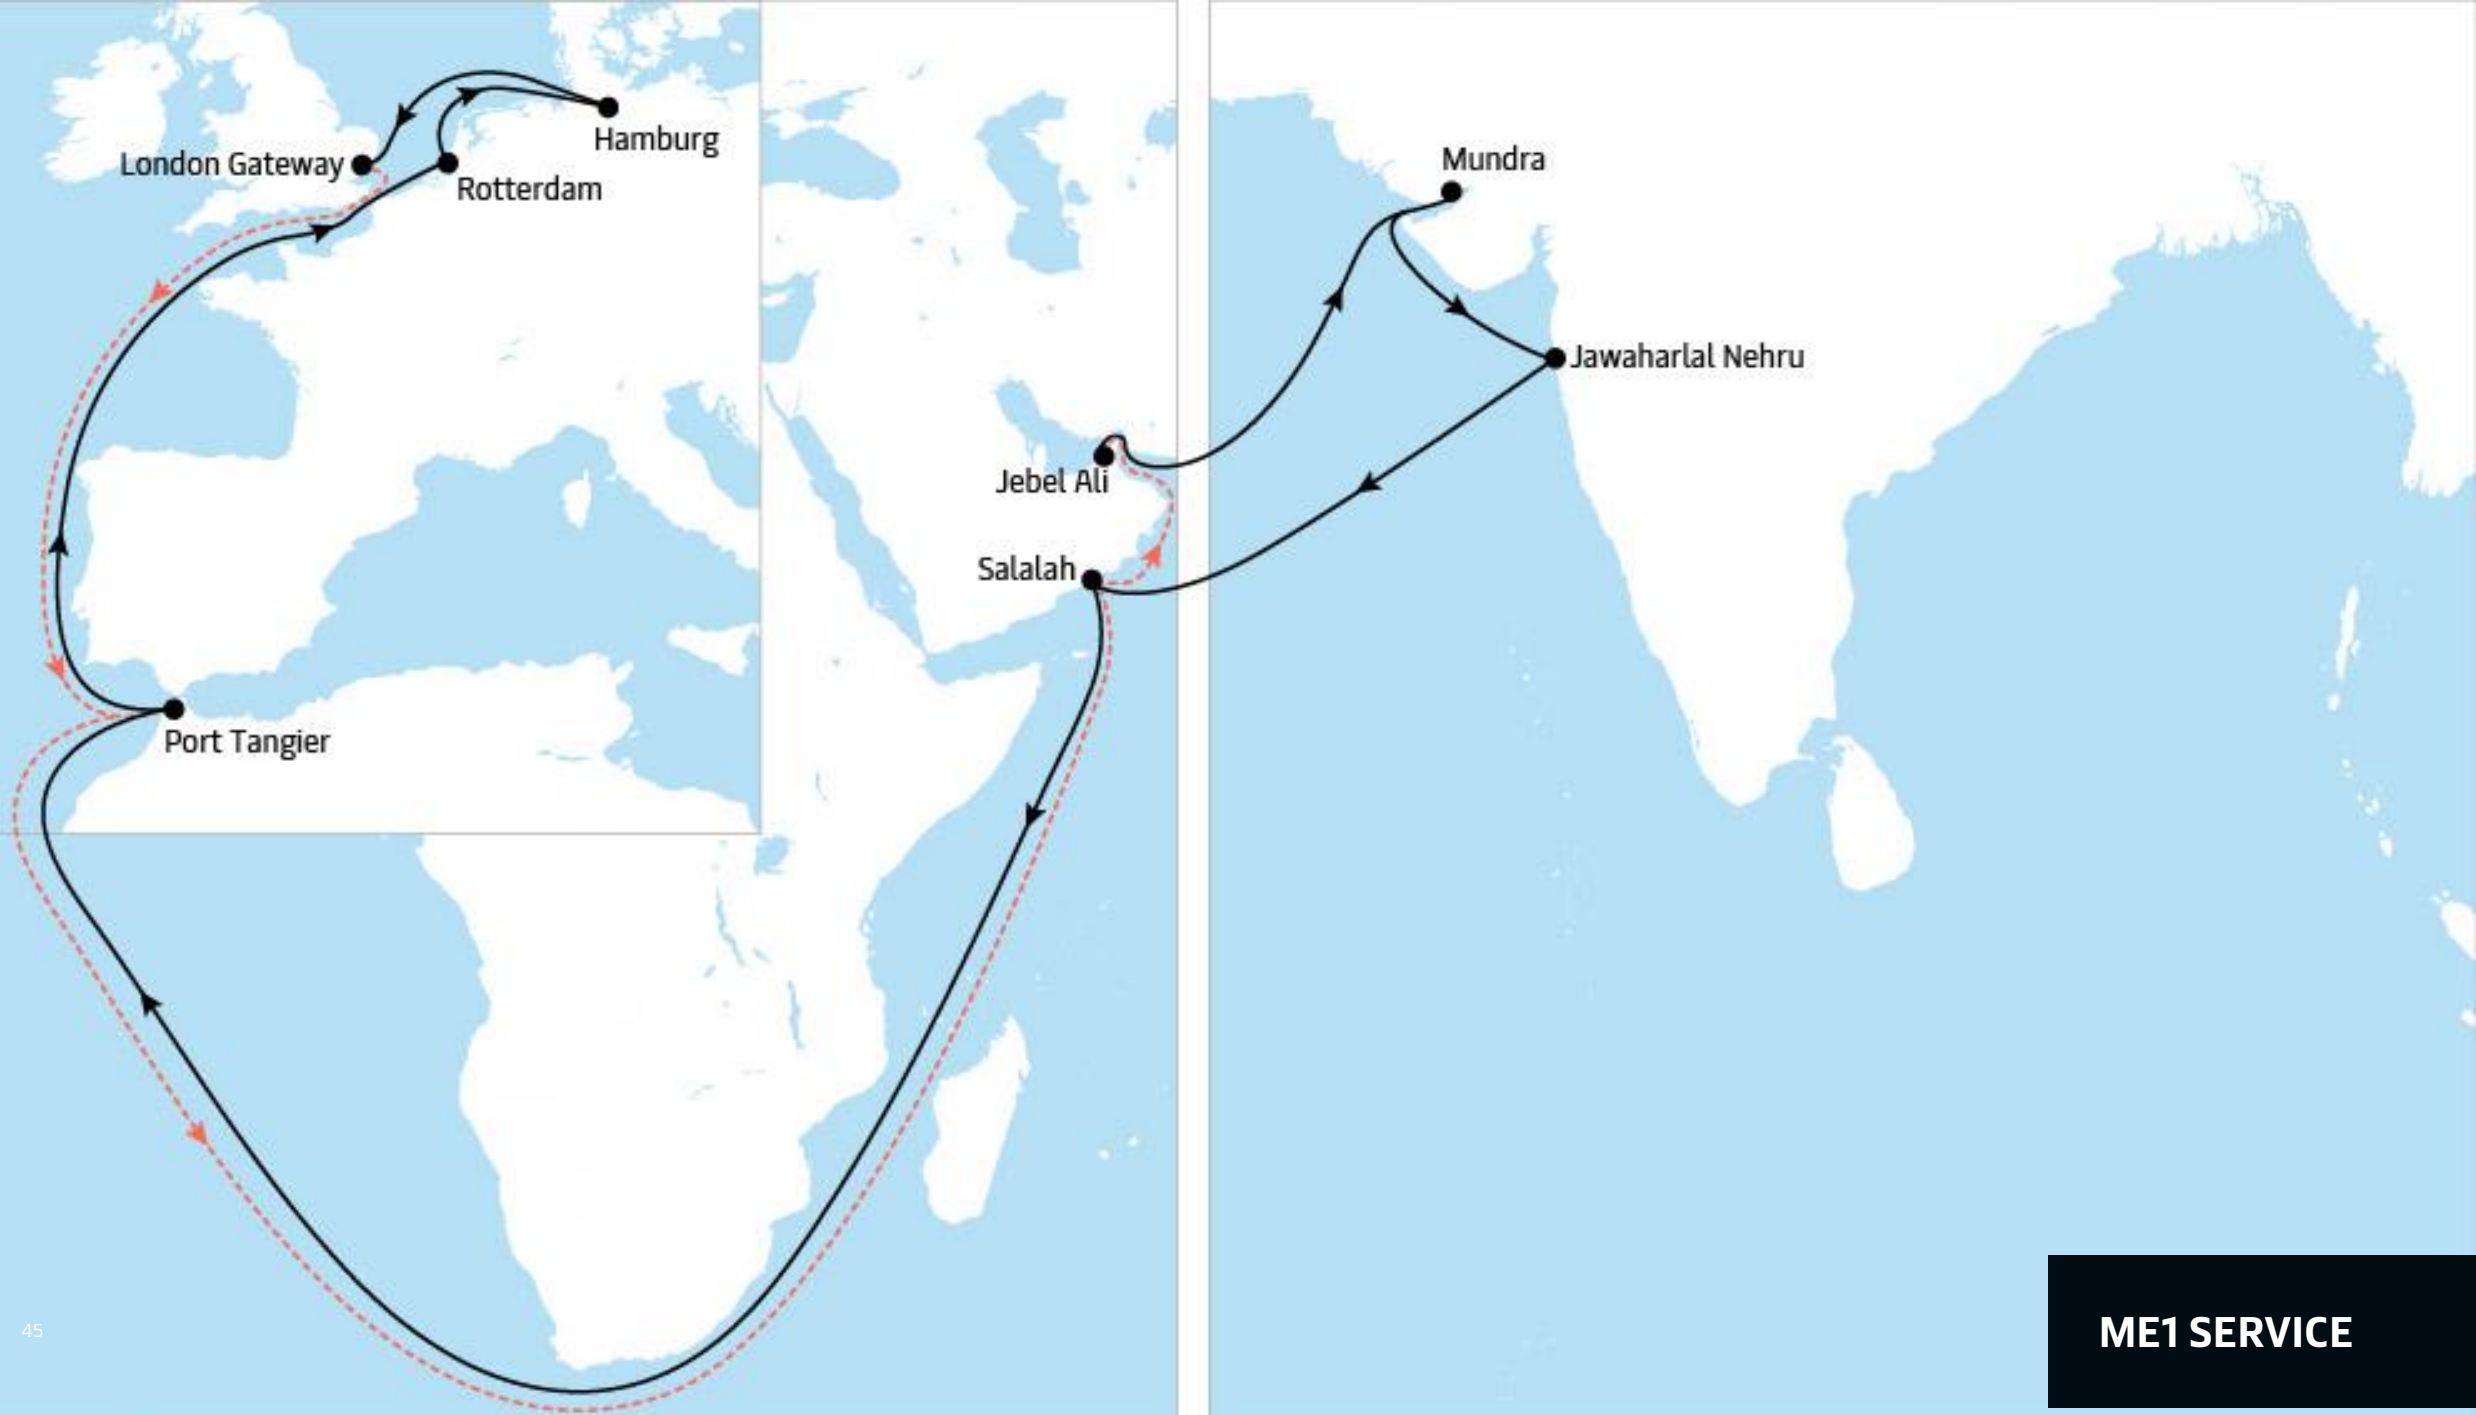 Hamburg
London Gateway
Rotterdam
Mundra
Jawaharlal Nehru
Jebel Ali
Salalah
Port Tangier
45
ME1 SERVICE